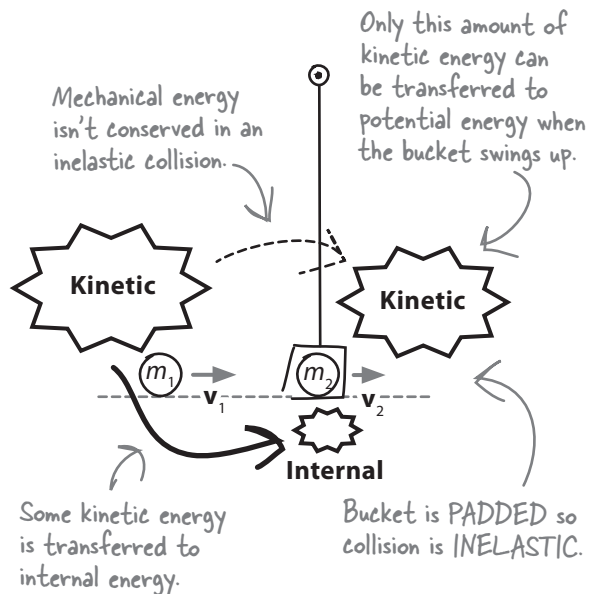 Only this amount of
kinetic energy can
be transferred to
potential energy when
the bucket swings up.
Mechanical energy
isn't conserved in an
inelastic collision.
Kinetic
Kinetic
m1
v1
m2
v2
Internal
Some kinetic energy
is transferred to
internal energy.
Bucket is PADDED so
collision is INELASTIC.